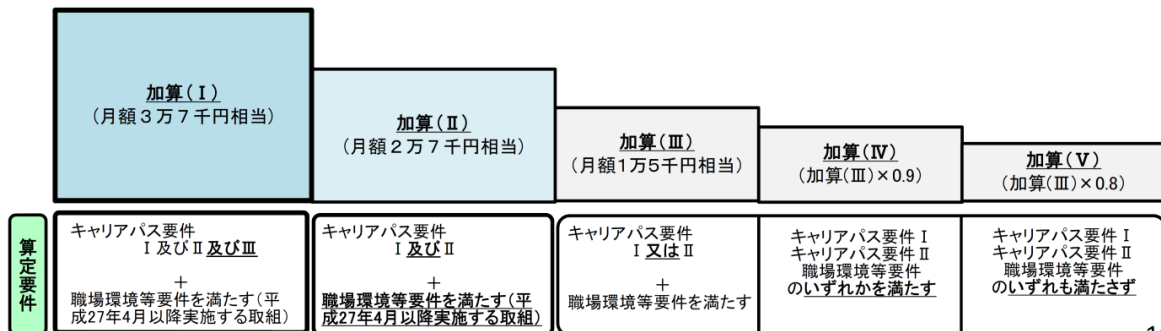 加算(Ⅰ)
(月額3万7千円相当)
加算(Ⅱ)
(月額2万7千円相当)
加算(Ⅲ)
(月額1万5千円相当)
加算(Ⅳ)
(加算(Ⅲ)×0.9)
加算(Ⅴ)
(加算(Ⅲ)×0.8)
算定要件
キャリアパス要件
Ⅰ及びⅡ及びⅢ
+
職場環境等要件を満たす(平
成27年4月以降実施する取組)
キャリアパス要件
Ⅰ及びⅡ
+
職場環境等要件を満たす(平
成27年4月以降実施する取組)
キャリアパス要件
Ⅰ又はⅡ
+
職場環境等要件を満たす
キャリアパス要件Ⅰ
キャリアパス要件Ⅱ
職場環境等要件
のいずれかを満たす
キャリアパス要件Ⅰ
キャリアパス要件Ⅱ
職場環境等要件
のいずれも満たさず